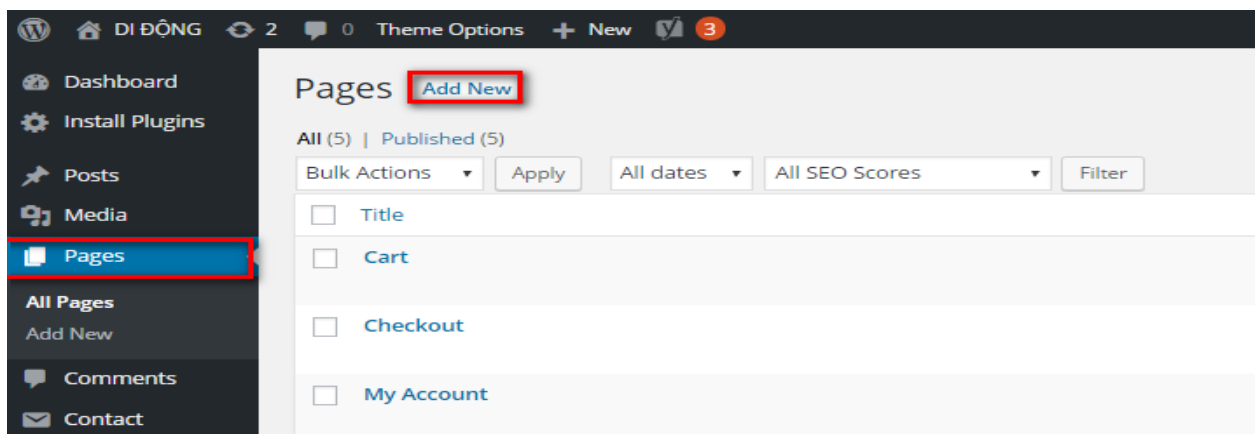 DI ĐỘNG 2 0 Theme Options + New 3
Dashboard
Install Plugins
Posts
Media
Pages
All Pages
Add New
Comments
Contact
Pages Add New
All (5) | Published (5)
Bulk Actions Apply All dates All SEO Scores Filter
Title
Cart
Checkout
My Account